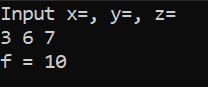 Input x=, y=, z=
3 6 7
f = 10